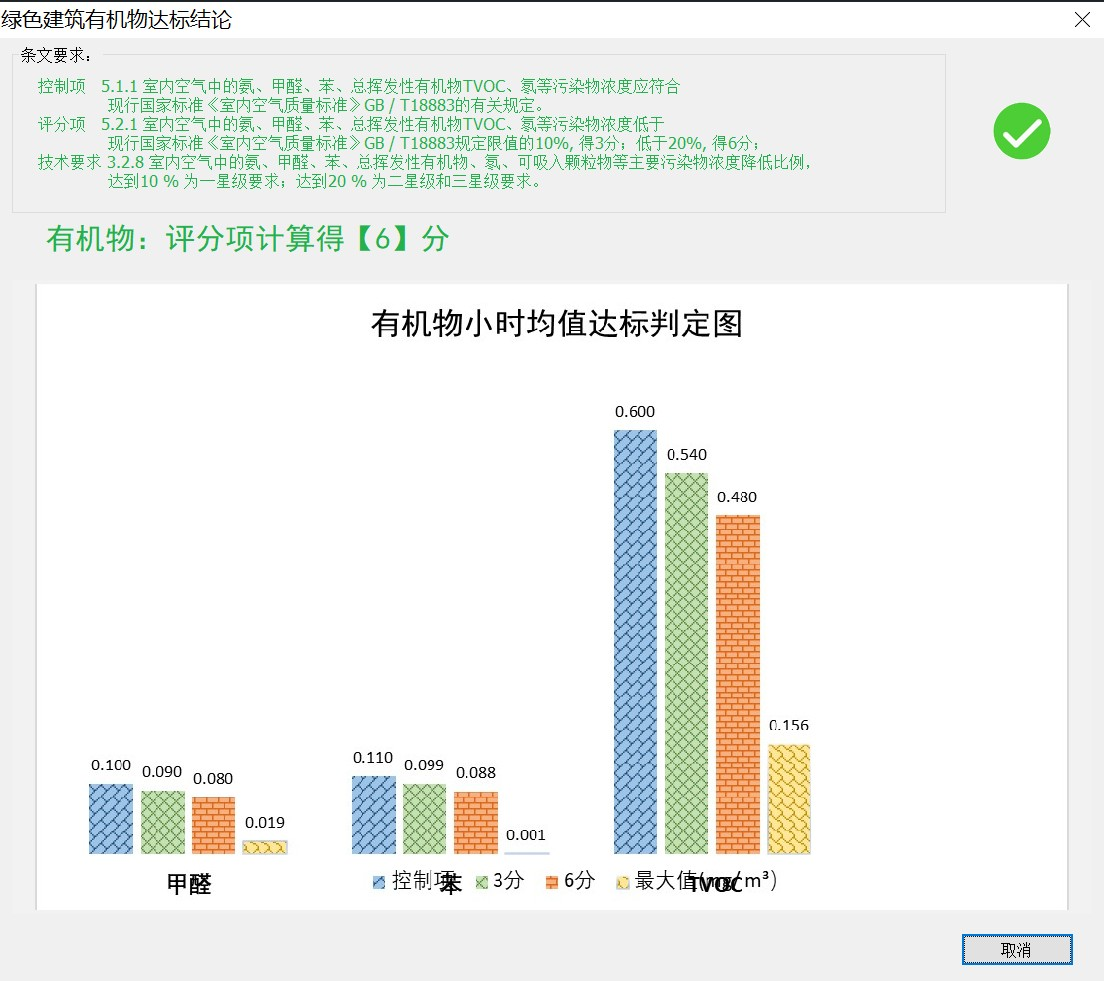 绿色建筑有机物达标结论
条文要求：
控制项 5.1.1 室内空气中的氨、甲醛、苯、总挥发性有机物TVOC、氡等污染物浓度应符合
现行国家标准《室内空气质量标准》GB / T18883的有关规定。
评分项 5.2.1 室内空气中的氨、甲醛、苯、总挥发性有机物TVOC、氡等污染物浓度低于
现行国家标准《室内空气质量标准》GB / T18883规定限值的10%, 得3分；低于20%, 得6分；
技术要求 3.2.8 室内空气中的氨、甲醛、苯、总挥发性有机物、氡、可吸入颗粒物等主要污染物浓度降低比例，
达到10 % 为一星级要求；达到20 % 为二星级和三星级要求。
有机物：评分项计算得【6】分
有机物小时均值达标判定图
0.600
0.540
0.480
0.156
0.110
0.099
0.088
0.001
0.100
0.090
0.080
0.019
甲醛
苯
TVOC
控制项 3分 6分 最大值(mg/m³)
取消